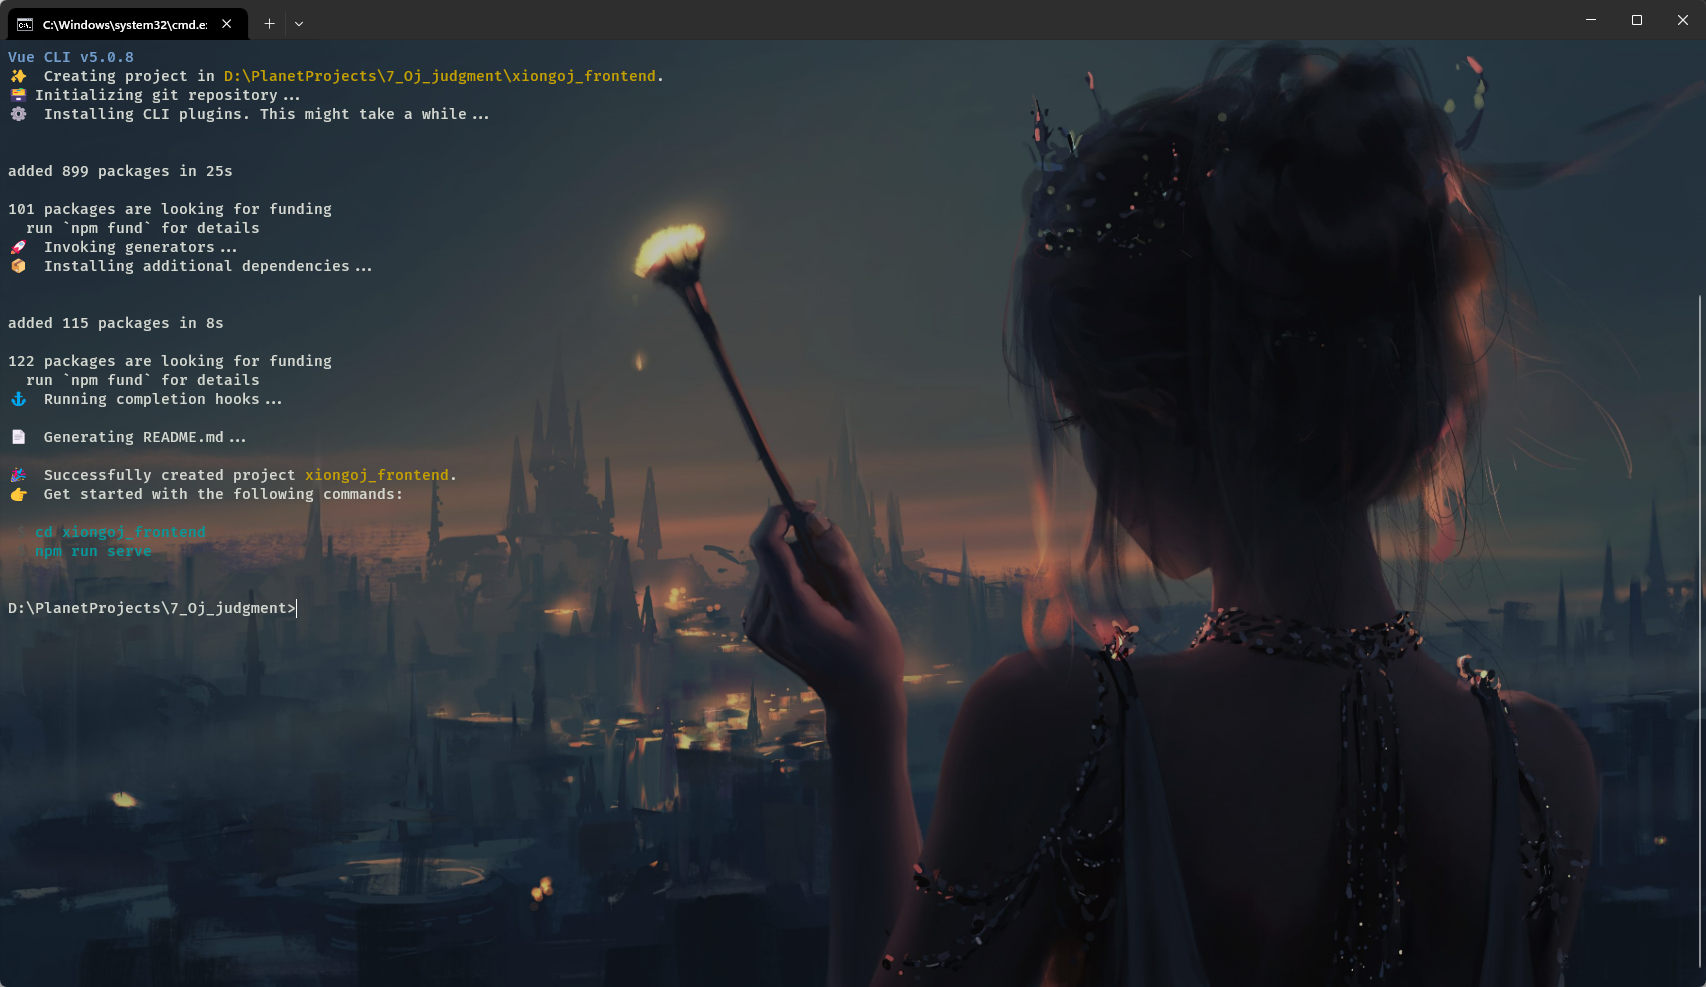 C:\Windows\system32\cmd.e:
Vue CLI v5.0.8
✨  Creating project in D:\PlanetProjects\7_Oj_judgment\xiongoj_frontend.
🗃 Initializing git repository...
⚙  Installing CLI plugins. This might take a while...
added 899 packages in 25s
101 packages are looking for funding
  run `npm fund` for details
🚀  Invoking generators...
📦  Installing additional dependencies...
added 115 packages in 8s
122 packages are looking for funding
  run `npm fund` for details
⚓  Running completion hooks...
📄  Generating README.md...
🎉  Successfully created project xiongoj_frontend.
👉  Get started with the following commands:
cd xiongoj_frontend
npm run serve
D:\PlanetProjects\7_Oj_judgment>